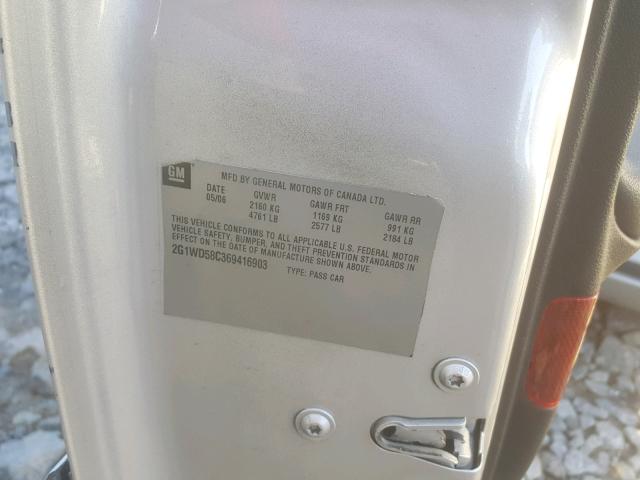 GM
MFD BY GENERAL MOTORS OF CANADA LTD.
DATE GVWR GAWR FRT GAWR RR
05/06 2160 KG 1169 KG 991 KG
4761 LB 2577 LB 2184 LB
THIS VEHICLE CONFORMS TO ALL APPLICABLE U.S. FEDERAL MOTOR
VEHICLE SAFETY, BUMPER, AND THEFT PREVENTION STANDARDS IN
EFFECT ON THE DATE OF MANUFACTURE SHOWN ABOVE.
2G1WD58C369416903 TYPE: PASS CAR